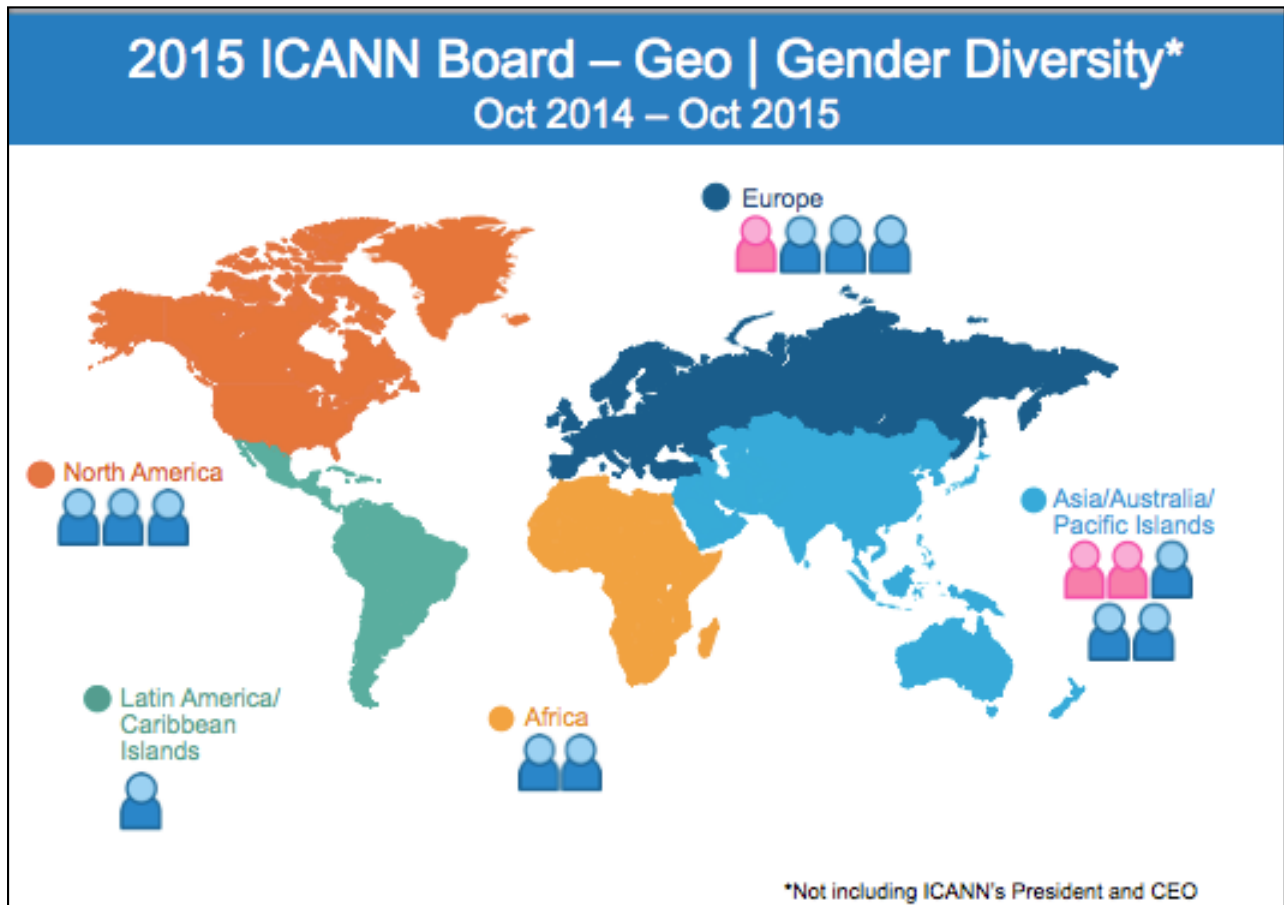 2015 ICANN Board – Geo | Gender Diversity*
Oct 2014 – Oct 2015
Europe
North America
Asia/Australia/
Pacific Islands
Latin America/
Caribbean
Islands
Africa
*Not including ICANN's President and CEO